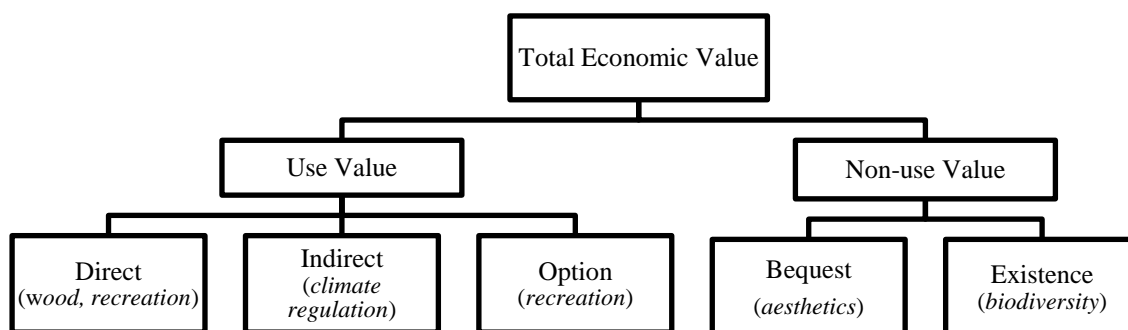 Total Economic Value
Use Value
Non-use Value
Direct
(wood, recreation)
Indirect
(climate
regulation)
Option
(recreation)
Bequest
(aesthetics)
Existence
(biodiversity)